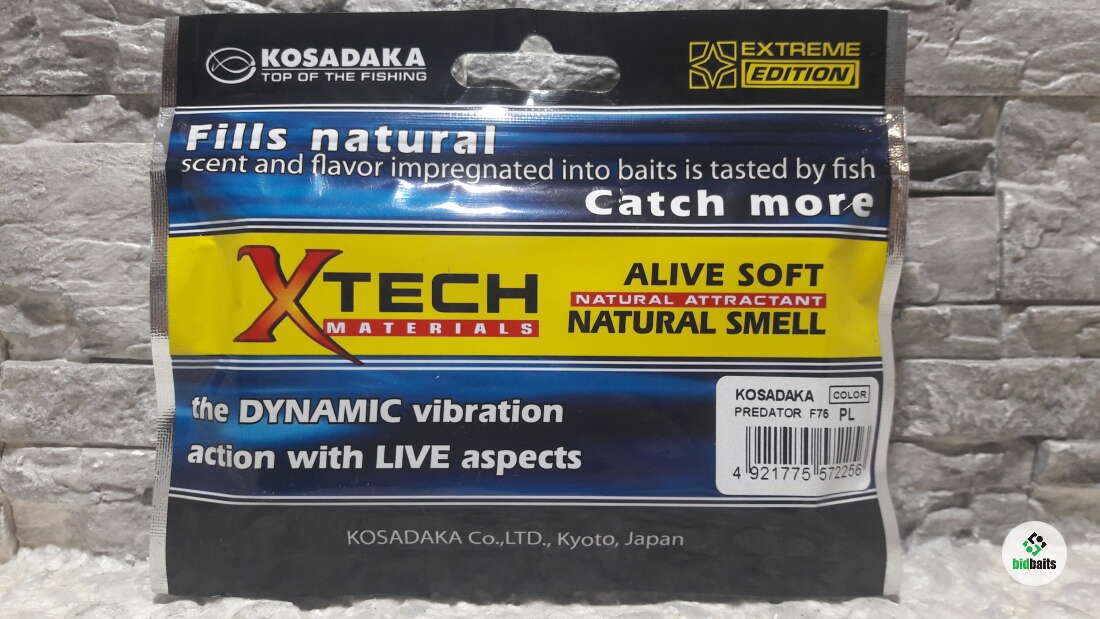 KOSADAKA
TOP OF THE FISHING
EXTREME
EDITION
Fills natural
scent and flavor impregnated into baits is tasted by fish
Catch more
XTECH
MATERIALS
ALIVE SOFT
NATURAL ATTRACTANT
NATURAL SMELL
the DYNAMIC vibration
action with LIVE aspects
KOSADAKA COLOR
PREDATOR F76 PL
4 921775 572256
KOSADAKA Co.,LTD., Kyoto, Japan
bidbaits